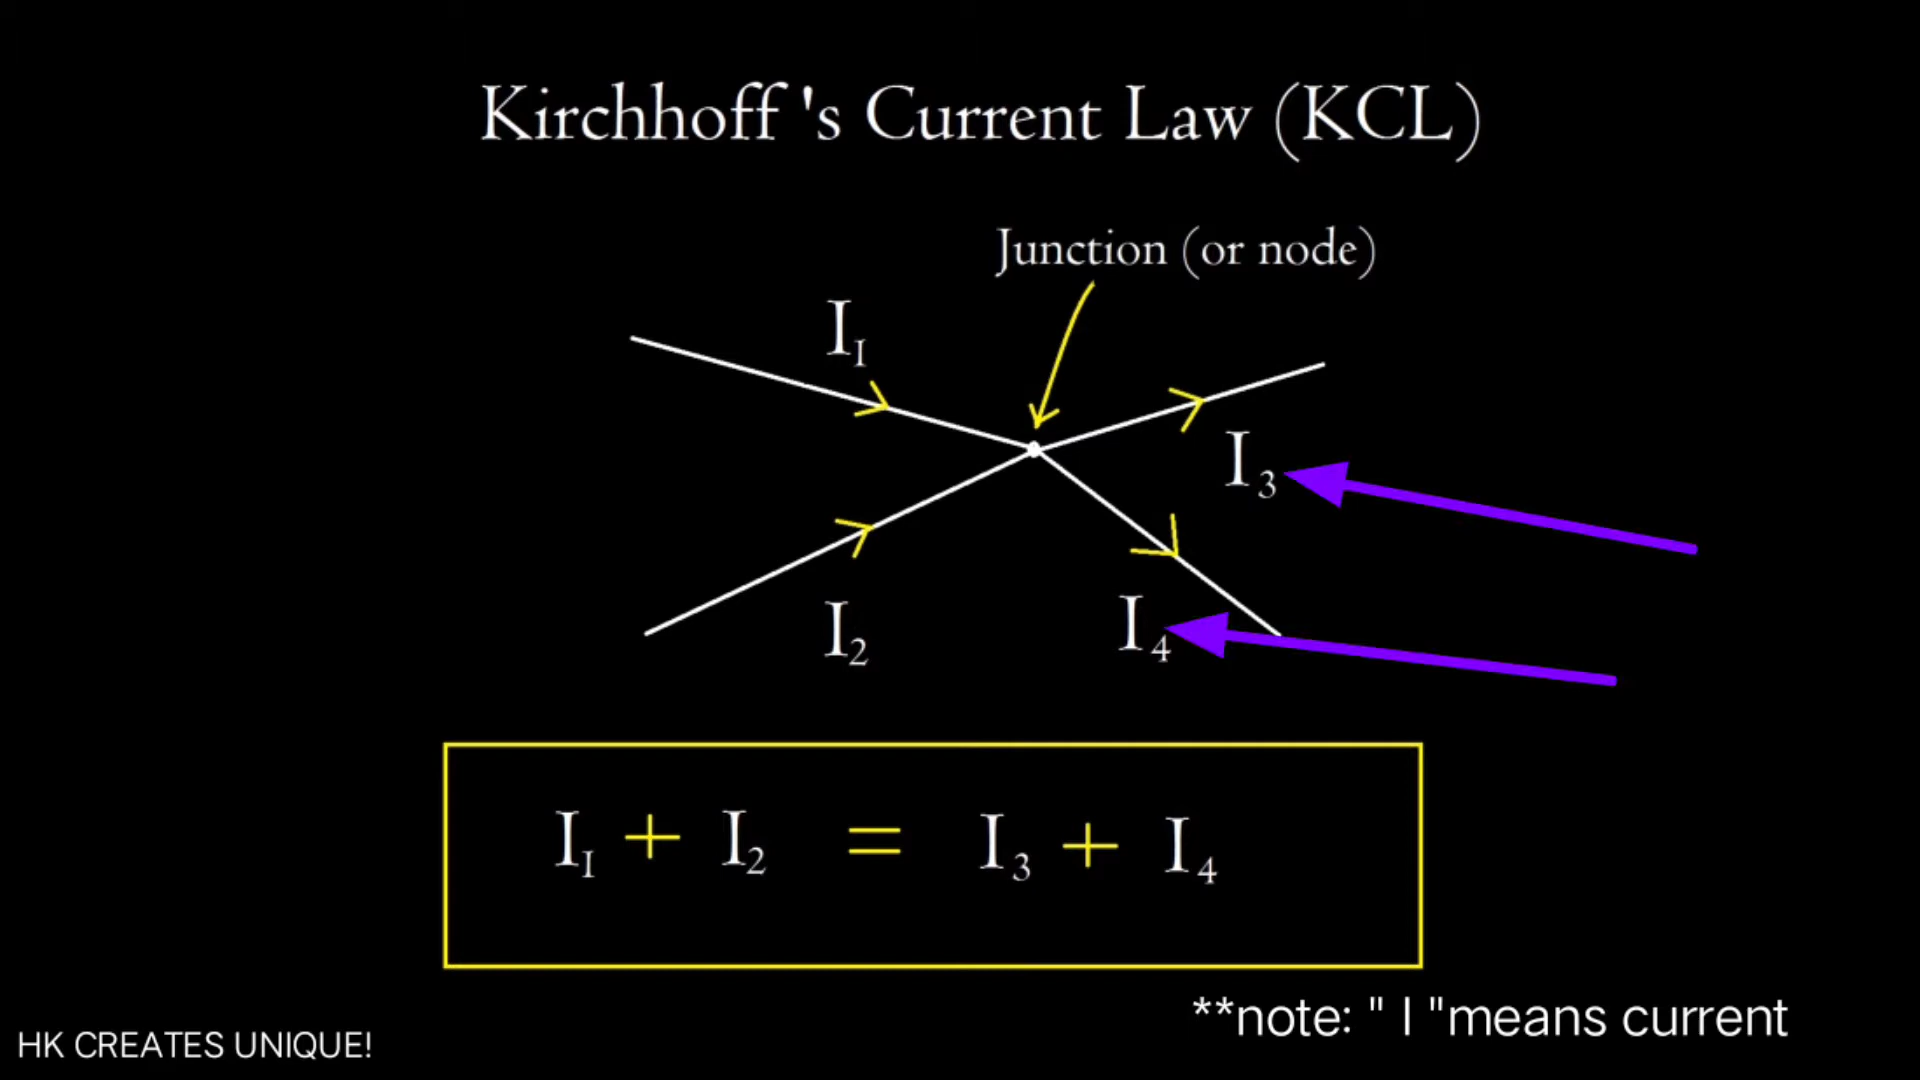 Kirchhoff 's Current Law (KCL)
Junction (or node)
I₁
I₃
I₂
I₄
I₁ + I₂ = I₃ + I₄
**note: " I "means current
HK CREATES UNIQUE!